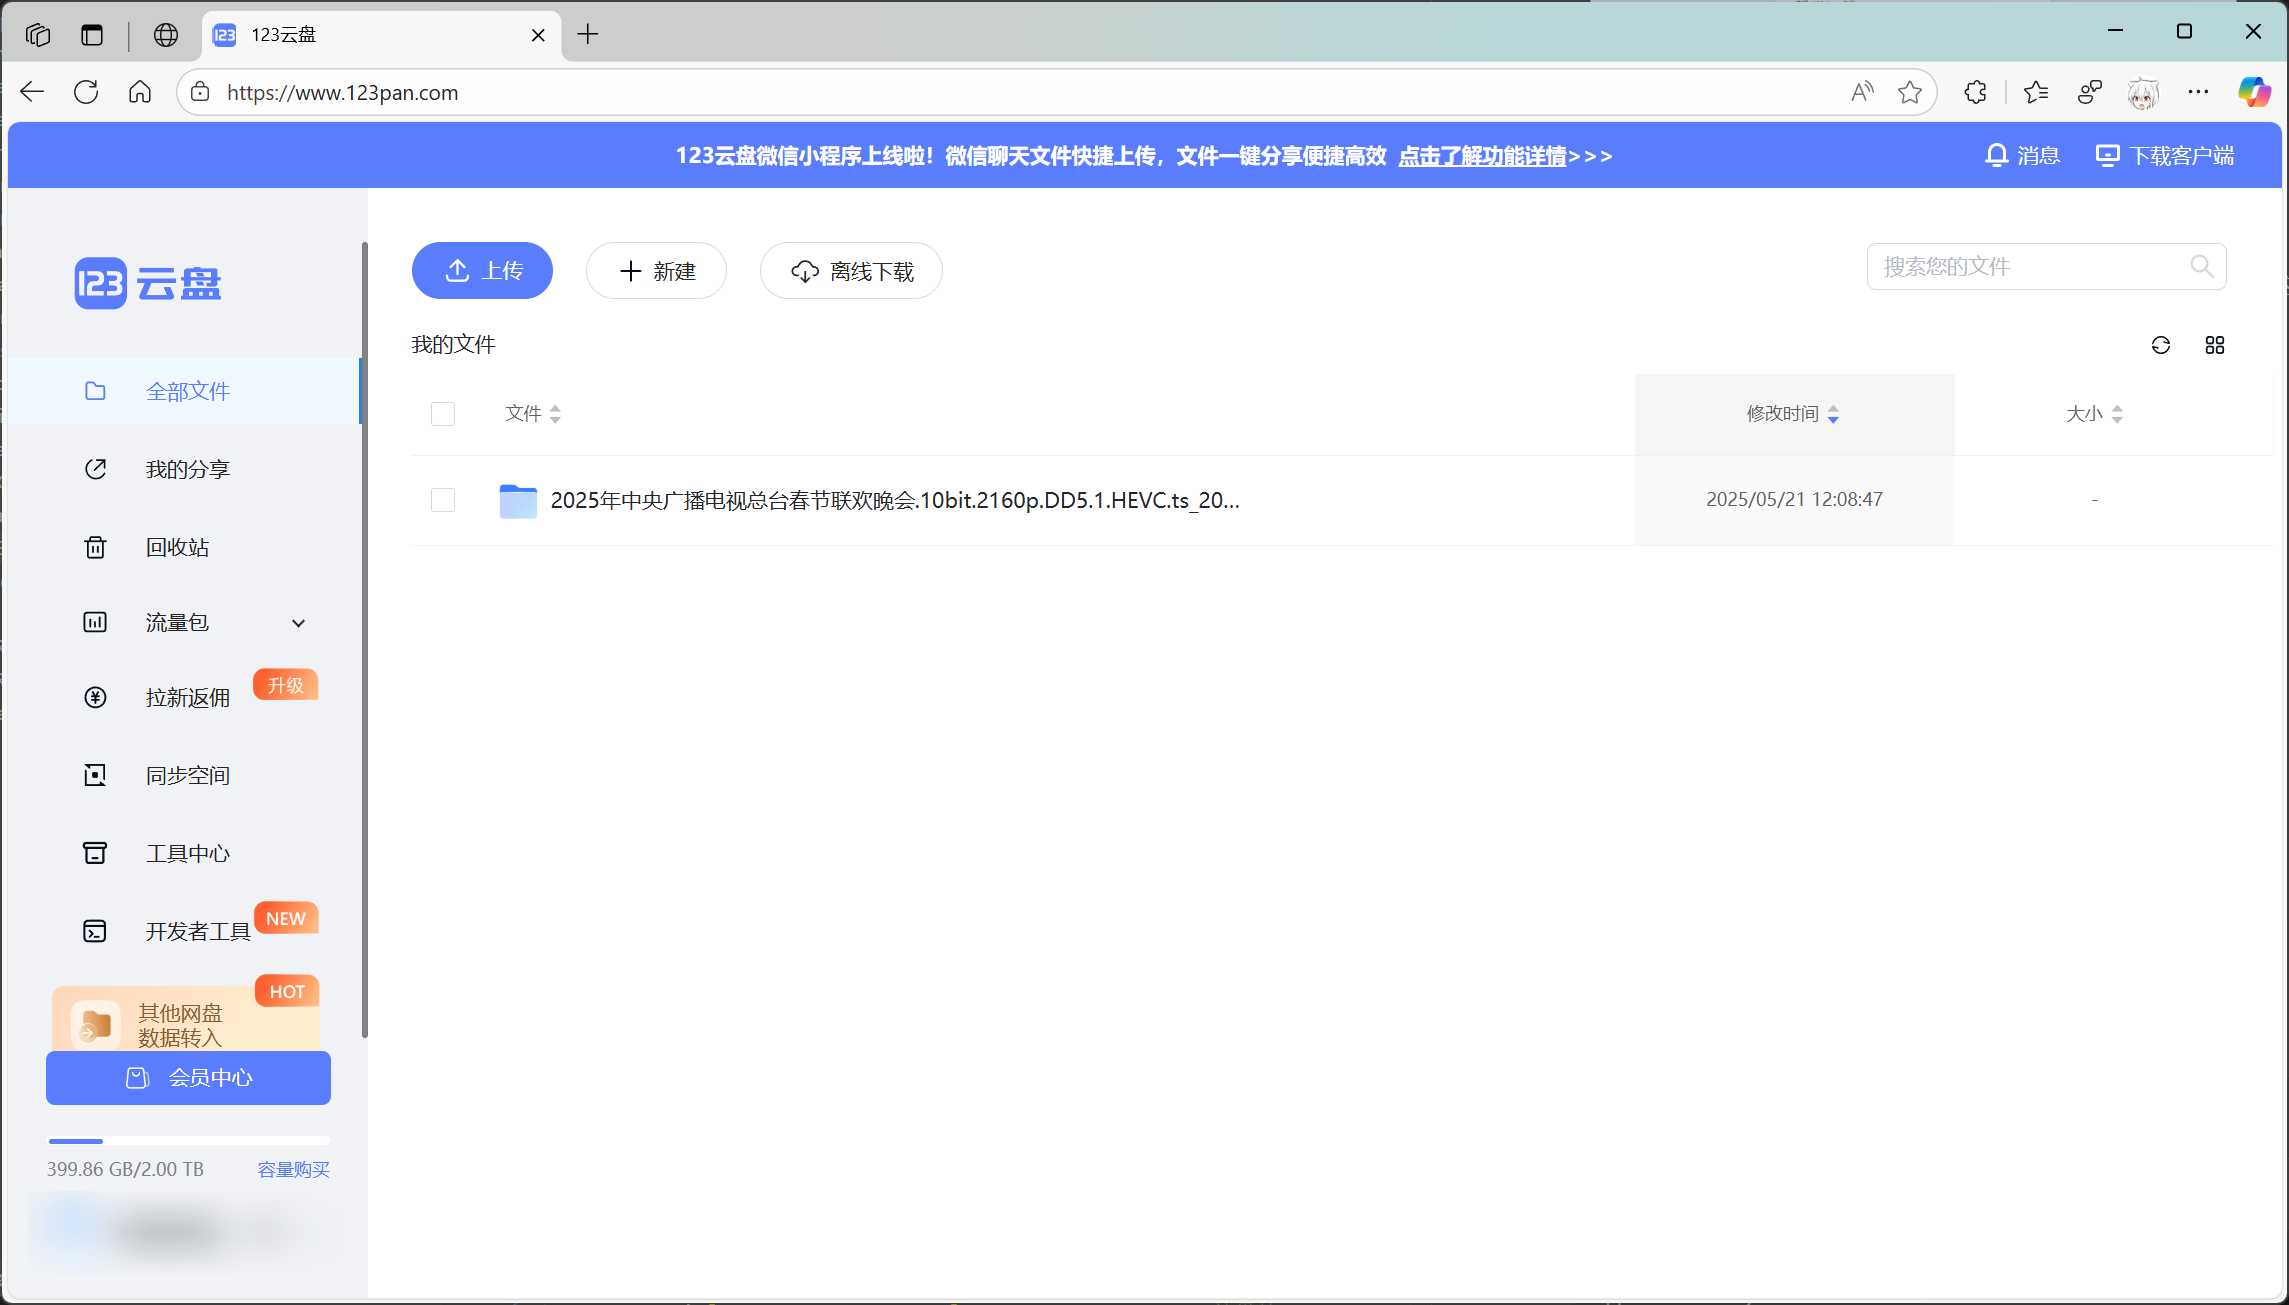 123云盘
https://www.123pan.com
123云盘微信小程序上线啦！微信聊天文件快捷上传，文件一键分享便捷高效 点击了解功能详情>>>
消息
下载客户端
123云盘
上传
新建
离线下载
搜索您的文件
我的文件
全部文件
文件
修改时间
大小
我的分享
2025年中央广播电视总台春节联欢晚会.10bit.2160p.DD5.1.HEVC.ts_20...
2025/05/21 12:08:47
-
回收站
流量包
拉新返佣
升级
同步空间
工具中心
开发者工具
NEW
HOT
其他网盘
数据转入
会员中心
399.86 GB/2.00 TB
容量购买